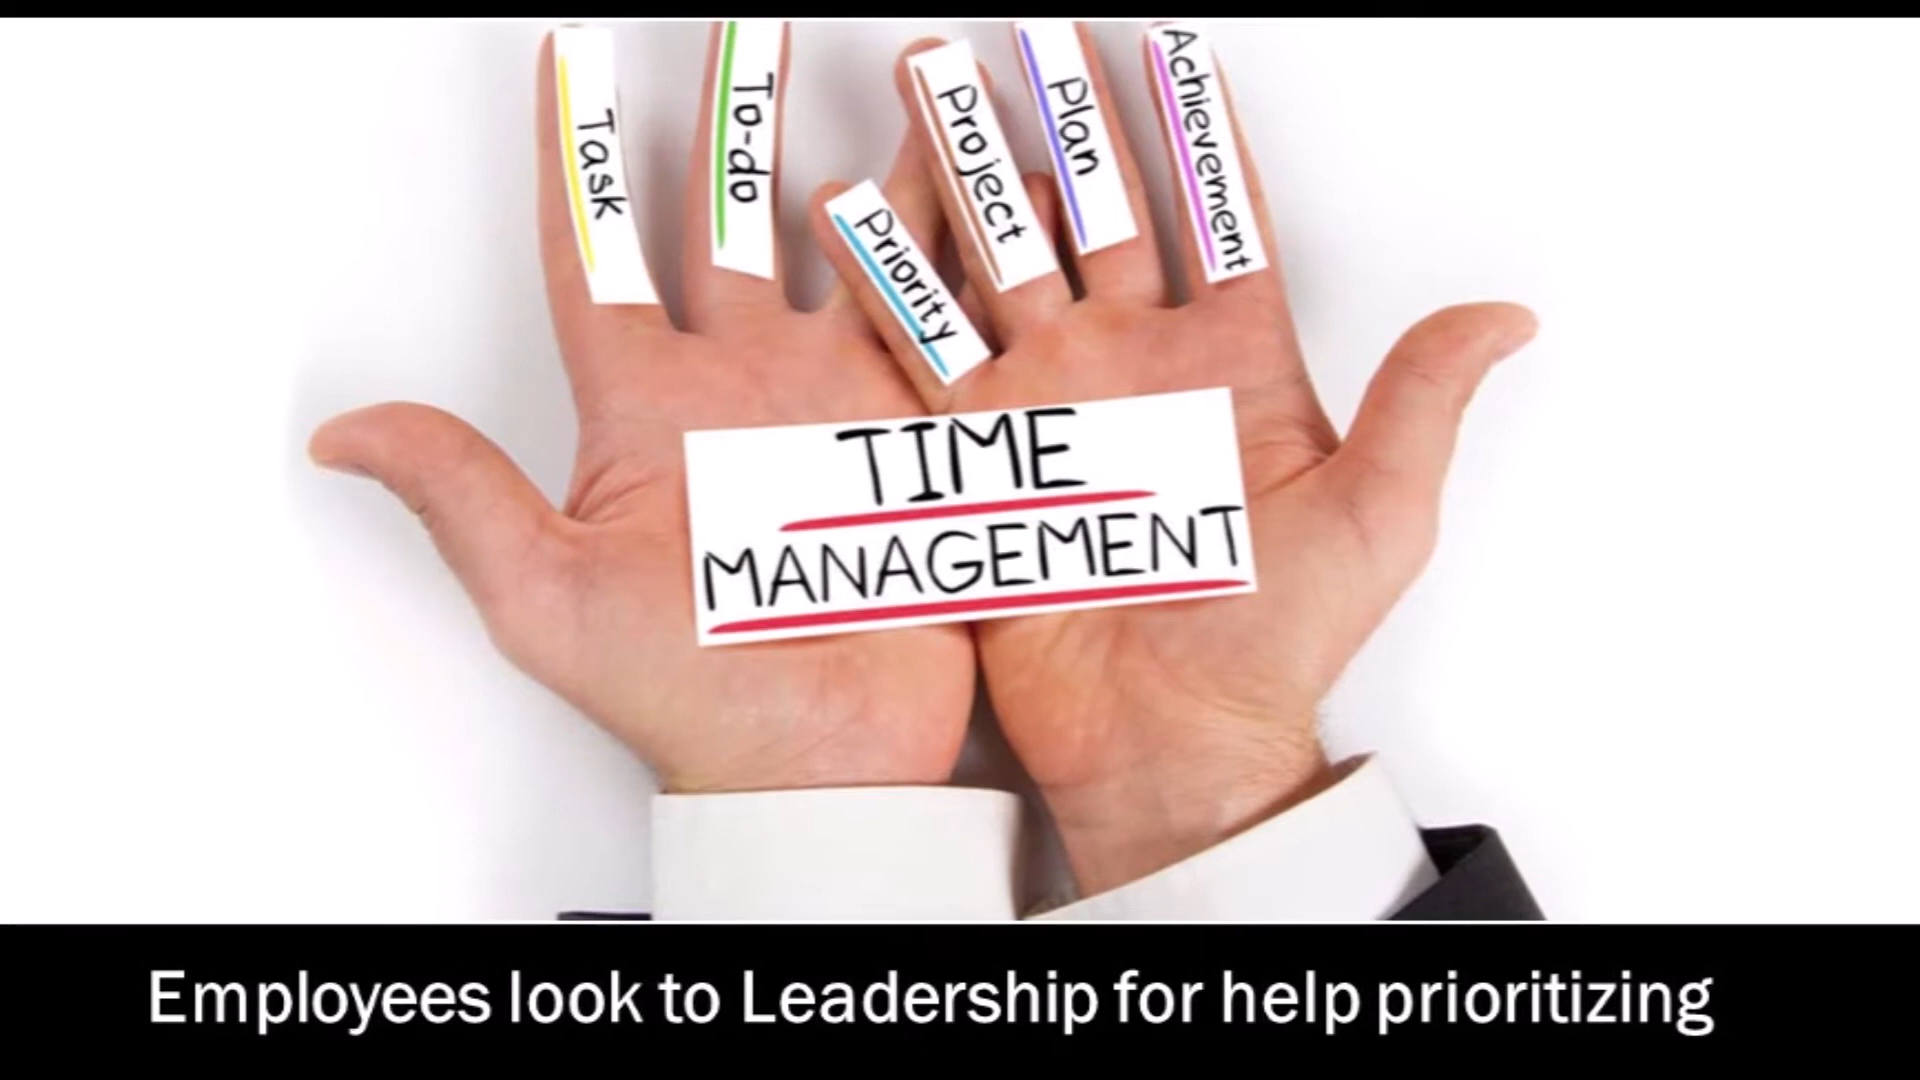 Task
To-do
Priority
Project
Plan
Achievement
TIME
MANAGEMENT
Employees look to Leadership for help prioritizing